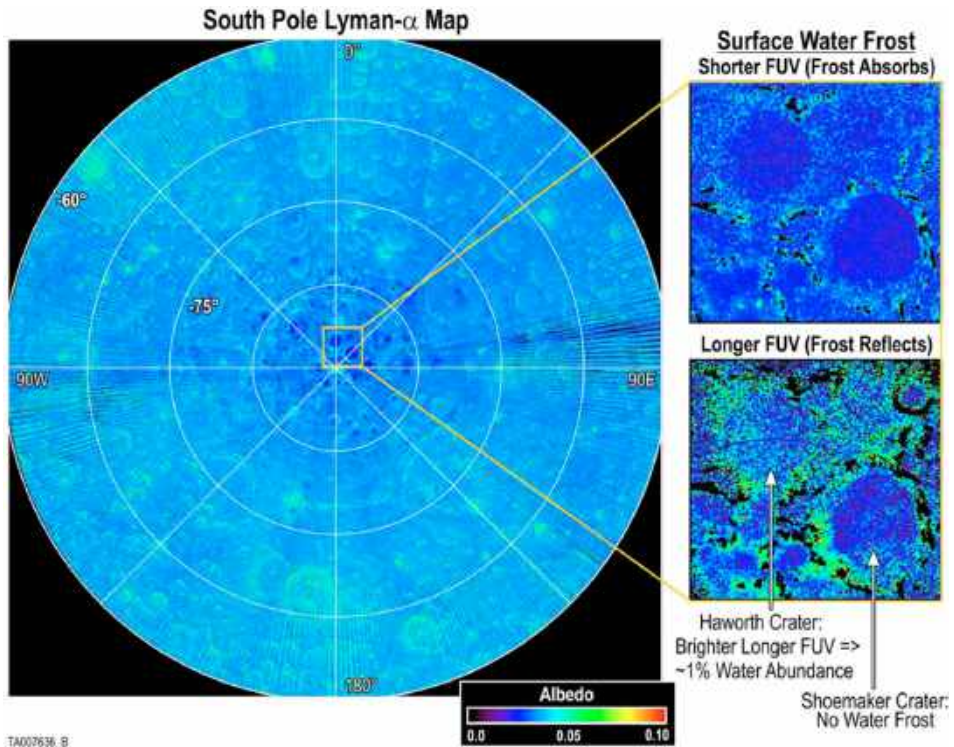 South Pole Lyman-α Map
0°
-60°
-75°
90W
90E
180°
Surface Water Frost
Shorter FUV (Frost Absorbs)
Longer FUV (Frost Reflects)
Haworth Crater:
Brighter Longer FUV =>
~1% Water Abundance
Shoemaker Crater:
No Water Frost
Albedo
0.0 0.05 0.10
TA007636_B